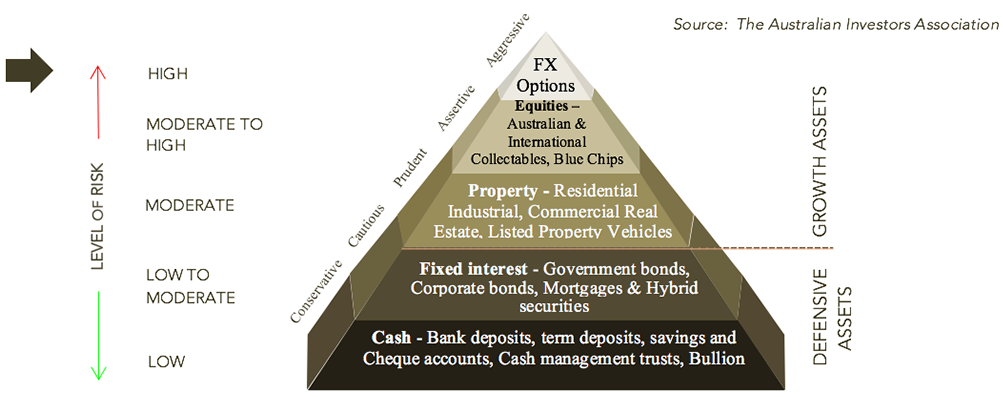 Source: The Australian Investors Association
LEVEL OF RISK
HIGH
MODERATE TO
HIGH
MODERATE
LOW TO
MODERATE
LOW
Aggressive
Assertive
Prudent
Cautious
Conservative
FX
Options
Equities –
Australian &
International
Collectables, Blue Chips
Property - Residential
Industrial, Commercial Real
Estate, Listed Property Vehicles
Fixed interest - Government bonds,
Corporate bonds, Mortgages & Hybrid
securities
Cash - Bank deposits, term deposits, savings and
Cheque accounts, Cash management trusts, Bullion
GROWTH ASSETS
DEFENSIVE
ASSETS